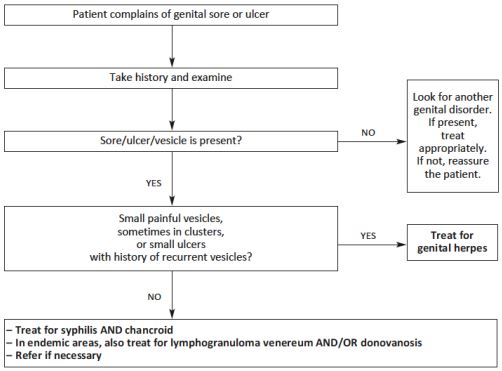 Patient complains of genital sore or ulcer
Take history and examine
Sore/ulcer/vesicle is present?
NO
Look for another
genital disorder.
If present,
treat
appropriately.
If not, reassure
the patient.
YES
Small painful vesicles,
sometimes in clusters,
or small ulcers
with history of recurrent vesicles?
YES
Treat for
genital herpes
NO
– Treat for syphilis AND chancroid
– In endemic areas, also treat for lymphogranuloma venereum AND/OR donovanosis
– Refer if necessary